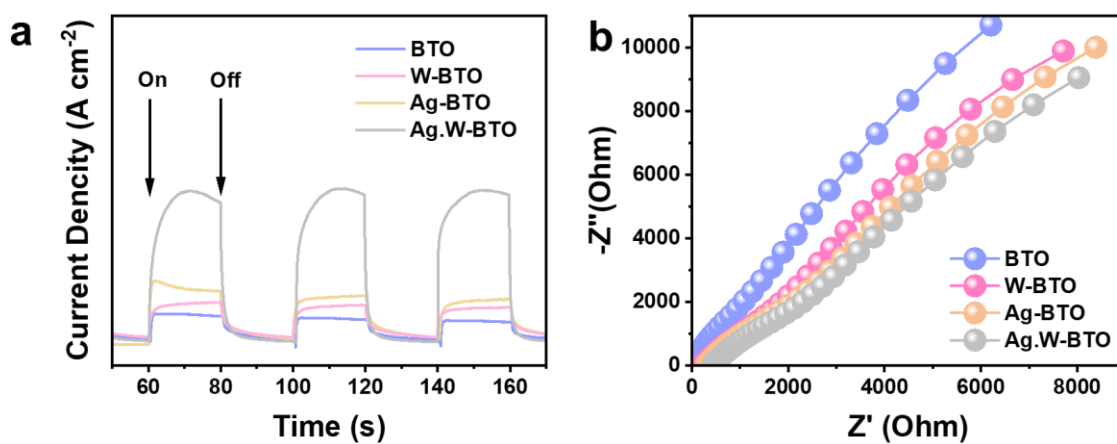 a
Current Dencity (A cm⁻²)
On
Off
BTO
W-BTO
Ag-BTO
Ag.W-BTO
60
80
100
120
140
160
Time (s)
b
-Z''(Ohm)
10000
8000
6000
4000
2000
0
BTO
W-BTO
Ag-BTO
Ag.W-BTO
0
2000
4000
6000
8000
Z' (Ohm)